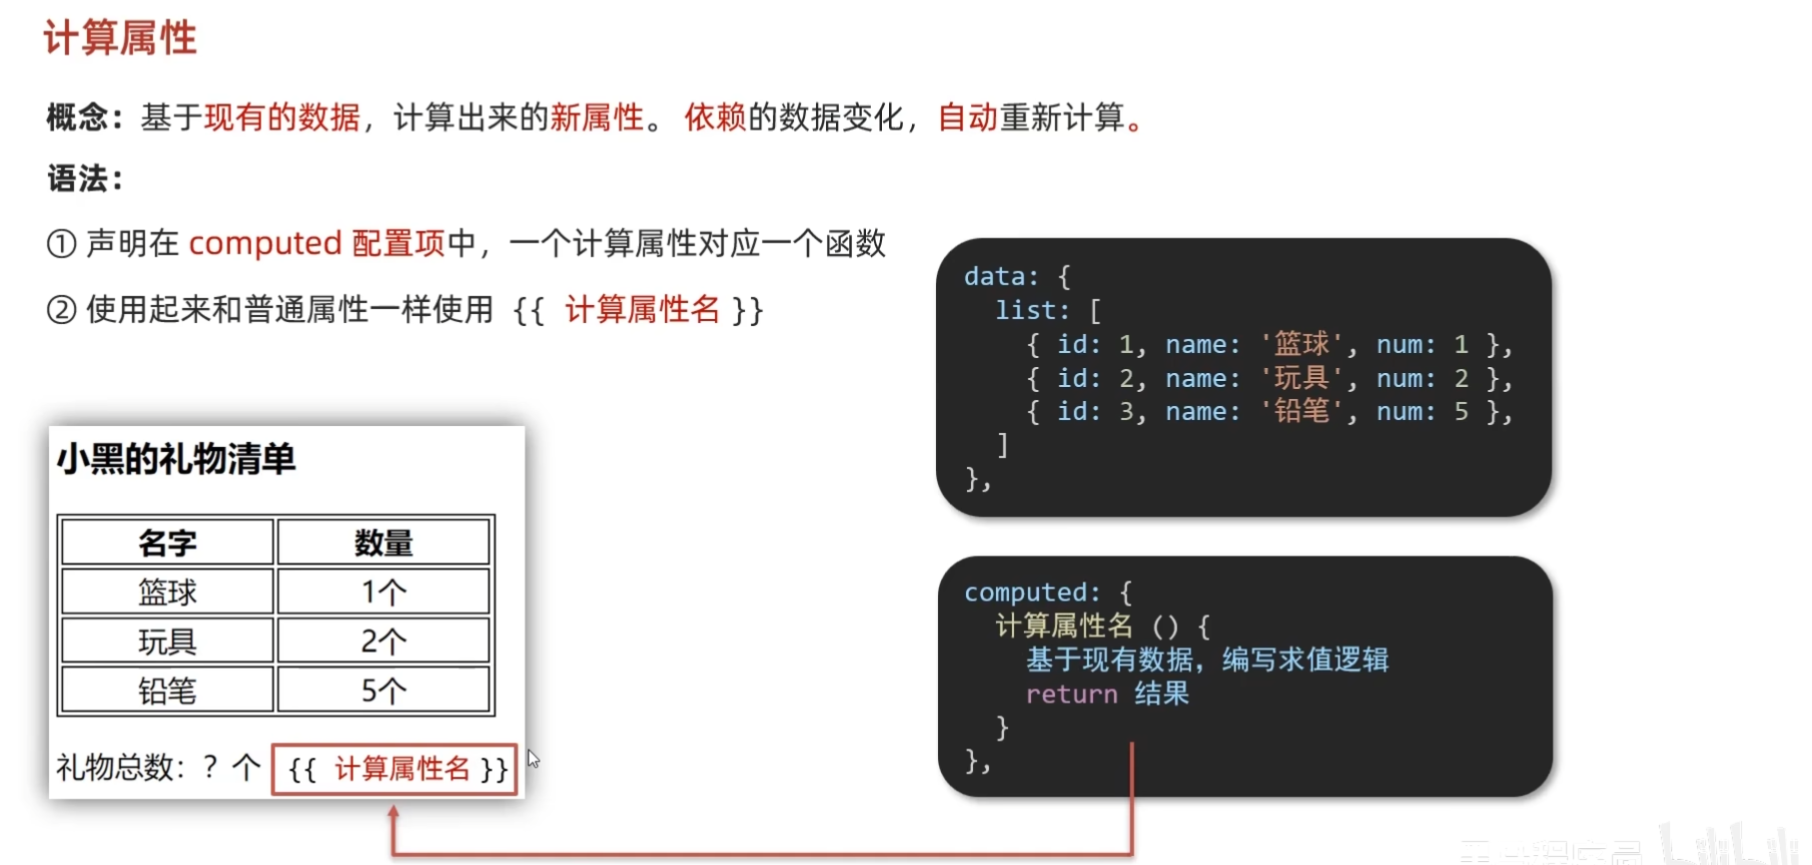 计算属性
概念：基于现有的数据，计算出来的新属性。 依赖的数据变化，自动重新计算。
语法：
① 声明在 computed 配置项中，一个计算属性对应一个函数
② 使用起来和普通属性一样使用 {{ 计算属性名 }}
小黑的礼物清单
名字 数量
篮球 1个
玩具 2个
铅笔 5个
礼物总数：? 个 {{ 计算属性名 }}
data: {
list: [
{ id: 1, name: '篮球', num: 1 },
{ id: 2, name: '玩具', num: 2 },
{ id: 3, name: '铅笔', num: 5 },
]
},
computed: {
计算属性名 () {
基于现有数据，编写求值逻辑
return 结果
}
},